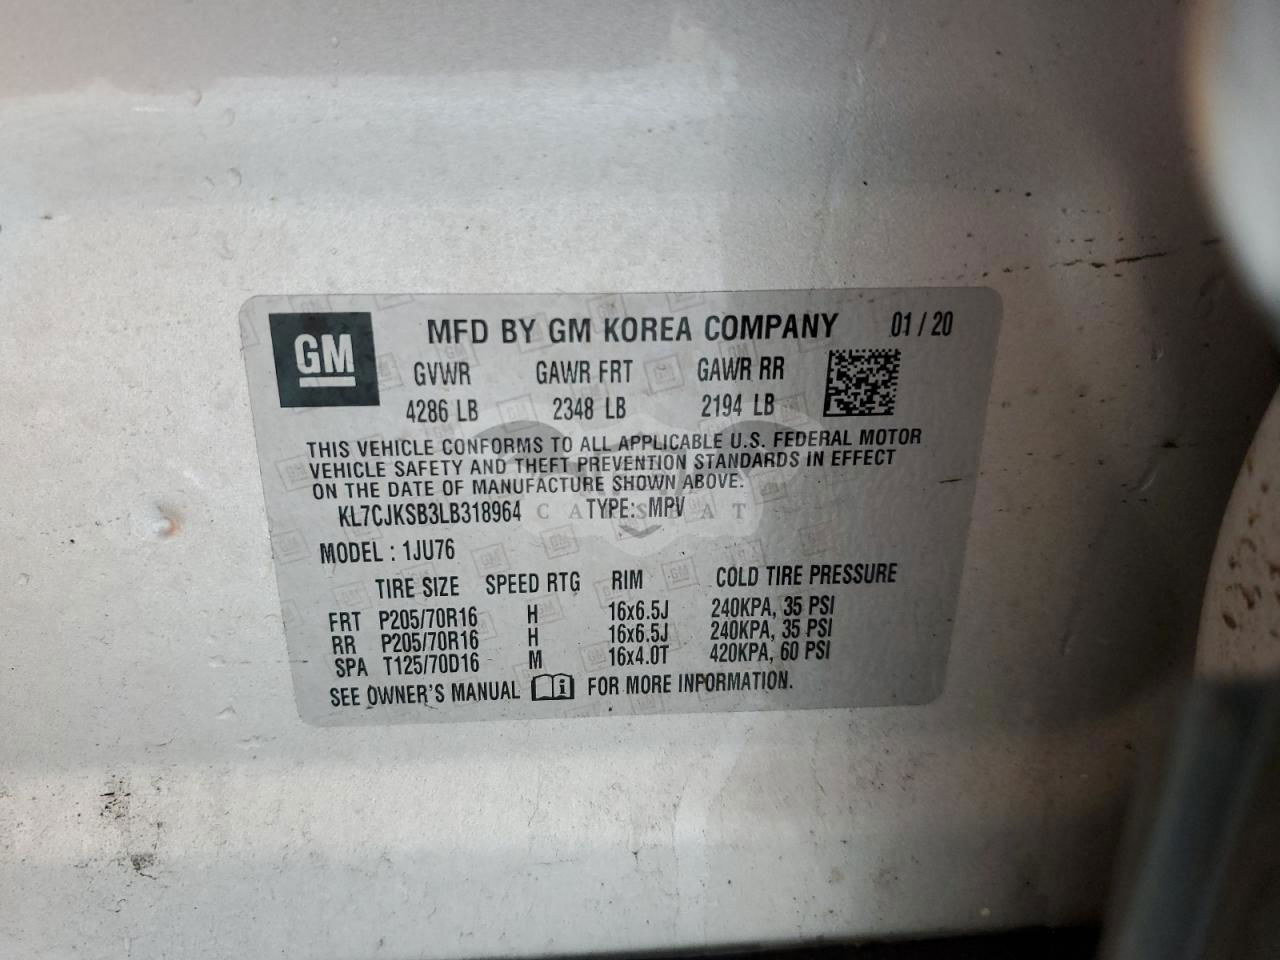 GM
MFD BY GM KOREA COMPANY 01 / 20
GVWR GAWR FRT GAWR RR
4286 LB 2348 LB 2194 LB
THIS VEHICLE CONFORMS TO ALL APPLICABLE U.S. FEDERAL MOTOR
VEHICLE SAFETY AND THEFT PREVENTION STANDARDS IN EFFECT
ON THE DATE OF MANUFACTURE SHOWN ABOVE.
KL7CJKSB3LB318964 TYPE: MPV
MODEL : 1JU76
TIRE SIZE SPEED RTG RIM COLD TIRE PRESSURE
FRT P205/70R16 H 16x6.5J 240KPA, 35 PSI
RR P205/70R16 H 16x6.5J 240KPA, 35 PSI
SPA T125/70D16 M 16x4.0T 420KPA, 60 PSI
SEE OWNER'S MANUAL i FOR MORE INFORMATION.